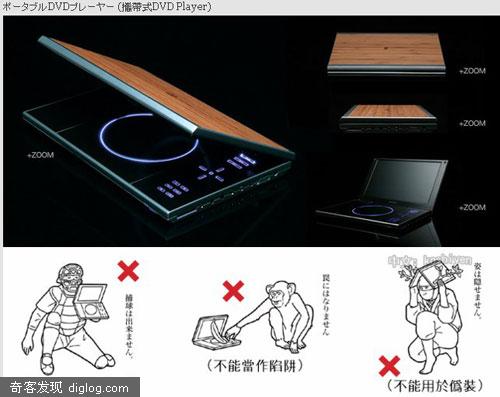 ポータブルDVDプレーヤー (攜帶式DVD Player)
+ZOOM
+ZOOM
+ZOOM
+ZOOM
捕球は出来ません。
罠にはなりません
(不能當作陷阱)
姿は隠せません。
(不能用於僞裝)
奇客发现 diglog.com